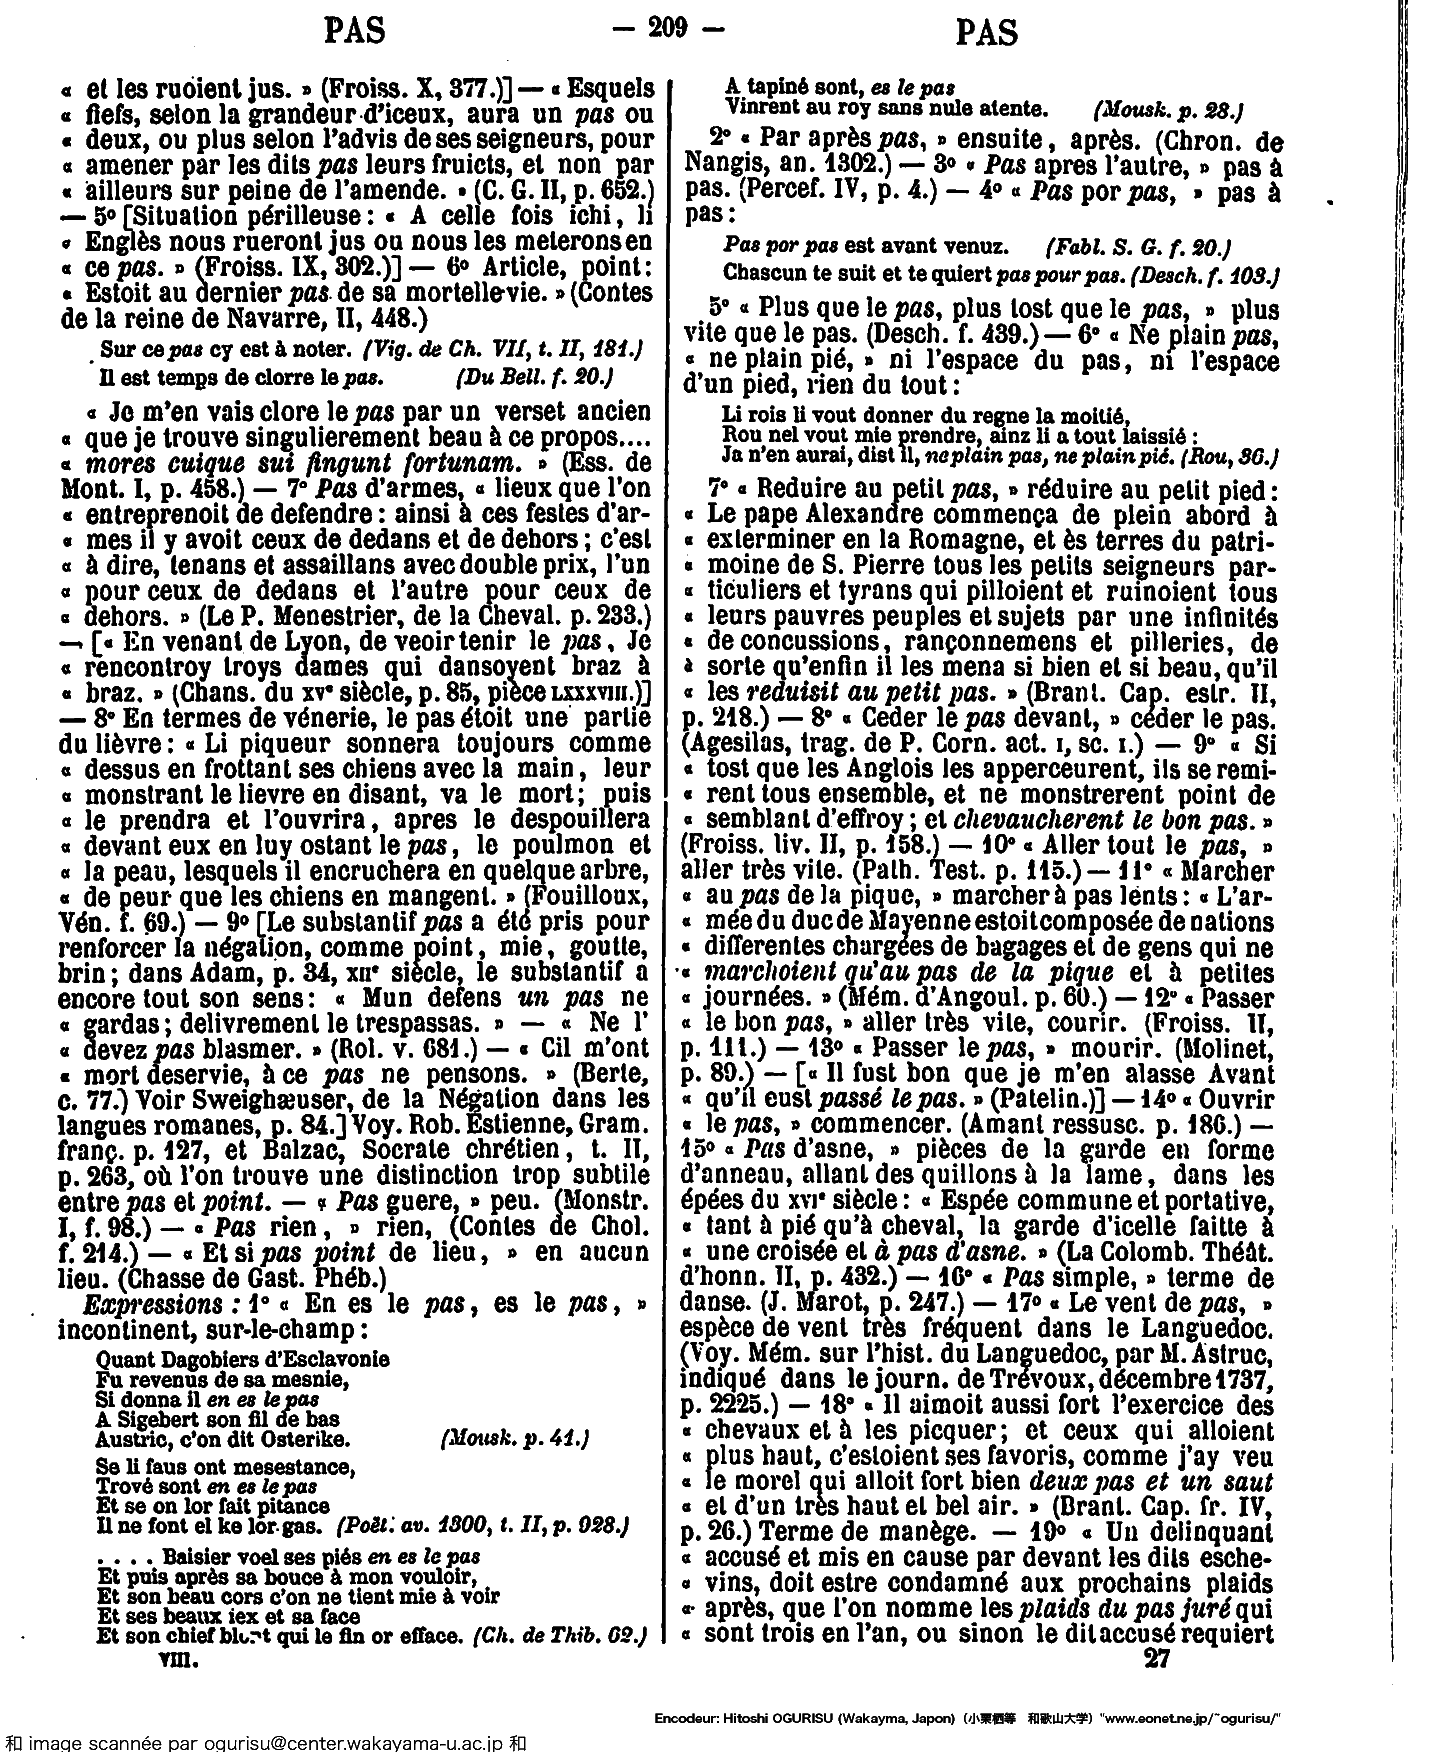 PAS — 209 — PAS
« et les ruoient jus. » (Froiss. X, 377.)] — « Esquels
« fiefs, selon la grandeur d'iceux, aura un pas ou
« deux, ou plus selon l'advis de ses seigneurs, pour
« amener par les dits pas leurs fruicts, et non par
« ailleurs sur peine de l'amende. » (C. G. II, p. 652.)
— 5º [Situation périlleuse : « A celle fois ichi, li
« Englès nous rueront jus ou nous les meterons en
« ce pas. » (Froiss. IX, 302.)] — 6º Article, point :
« Estoit au dernier pas de sa mortelle vie. » (Contes
de la reine de Navarre, II, 448.)
Sur ce pas cy est à noter. (Vig. de Ch. VII, t. II, 181.)
Il est temps de clorre le pas. (Du Bell. f. 20.)
« Je m'en vais clore le pas par un verset ancien
« que je trouve singulierement beau à ce propos....
« mores cuique sui fingunt fortunam. » (Ess. de
Mont. I, p. 458.) — 7º Pas d'armes, « lieux que l'on
« entreprenoit de defendre : ainsi à ces festes d'ar-
« mes il y avoit ceux de dedans et de dehors ; c'est
« à dire, tenans et assaillans avec double prix, l'un
« pour ceux de dedans et l'autre pour ceux de
« dehors. » (Le P. Menestrier, de la Cheval. p. 233.)
— [« En venant de Lyon, de veoir tenir le pas, Je
« rencontroy troys dames qui dansoyent braz à
« braz. » (Chans. du XVe siècle, p. 85, pièce LXXXVIII.)]
— 8º En termes de vénerie, le pas étoit une partie
du lièvre : « Li piqueur sonnera toujours comme
« dessus en frottant ses chiens avec la main, leur
« monstrant le lievre en disant, va le mort ; puis
« le prendra et l'ouvrira, apres le despouillera
« devant eux en luy ostant le pas, le poulmon et
« la peau, lesquels il encruchera en quelque arbre,
« de peur que les chiens en mangent. » (Fouilloux,
Vén. f. 69.) — 9º [Le substantif pas a été pris pour
renforcer la négation, comme point, mie, goutte,
brin ; dans Adam, p. 34, XIIe siècle, le substantif a
encore tout son sens : « Mun defens un pas ne
« gardas ; delivrement le trespassas. » — « Ne l'
« devez pas blasmer. » (Rol. v. 681.) — « Cil m'ont
« mort deservie, à ce pas ne pensons. » (Berte,
c. 77.) Voir Sweighæuser, de la Négation dans les
langues romanes, p. 84.] Voy. Rob. Estienne, Gram.
franç. p. 127, et Balzac, Socrate chrétien, t. II,
p. 263, où l'on trouve une distinction trop subtile
entre pas et point. — « Pas guere, » peu. (Monstr.
I, f. 98.) — « Pas rien, » rien, (Contes de Chol.
f. 214.) — « Et si pas point de lieu, » en aucun
lieu. (Chasse de Gast. Phéb.)
Expressions : 1º « En es le pas, es le pas, »
incontinent, sur-le-champ :
Quant Dagobiers d'Esclavonie
Fu revenus de sa mesnie,
Si donna il en es le pas
A Sigebert son fil de bas
Austric, c'on dit Osterike. (Mousk. p. 41.)
Se li faus ont mesestance,
Trové sont en es le pas
Et se on lor fait pitance
Il ne font el ke lor gas. (Poët. av. 1300, t. II, p. 928.)
.... Baisier voel ses piés en es le pas
Et puis après sa bouce à mon vouloir,
Et son beau cors c'on ne tient mie à voir
Et ses beaux iex et sa face
Et son chief blont qui le fin or efface. (Ch. de Thib. 62.)
VIII.
A tapiné sont, es le pas
Vinrent au roy sans nule atente. (Mousk. p. 28.)
2º « Par après pas, » ensuite, après. (Chron. de
Nangis, an. 1302.) — 3º « Pas apres l'autre, » pas à
pas. (Percef. IV, p. 4.) — 4º « Pas por pas, » pas à
pas :
Pas por pas est avant venuz. (Fabl. S. G. f. 20.)
Chascun te suit et te quiert pas pour pas. (Desch. f. 103.)
5º « Plus que le pas, plus tost que le pas, » plus
vite que le pas. (Desch. f. 439.) — 6º « Ne plain pas,
« ne plain pié, » ni l'espace du pas, ni l'espace
d'un pied, rien du tout :
Li rois li vout donner du regne la moitié,
Rou nel vout mie prendre, ainz li a tout laissié :
Ja n'en aurai, dist il, ne plain pas, ne plain pié. (Rou, 36.)
7º « Reduire au petit pas, » réduire au petit pied :
« Le pape Alexandre commença de plein abord à
« exterminer en la Romagne, et ès terres du patri-
« moine de S. Pierre tous les petits seigneurs par-
« ticuliers et tyrans qui pilloient et ruinoient tous
« leurs pauvres peuples et sujets par une infinités
« de concussions, rançonnemens et pilleries, de
« sorte qu'enfin il les mena si bien et si beau, qu'il
« les reduisit au petit pas. » (Brant. Cap. estr. II,
p. 218.) — 8º « Ceder le pas devant, » céder le pas.
(Agesilas, trag. de P. Corn. act. I, sc. I.) — 9º « Si
« tost que les Anglois les apperceurent, ils se remi-
« rent tous ensemble, et ne monstrerent point de
« semblant d'effroy ; et chevaucherent le bon pas. »
(Froiss. liv. II, p. 158.) — 10º « Aller tout le pas, »
aller très vite. (Path. Test. p. 115.) — 11º « Marcher
« au pas de la pique, » marcher à pas lents : « L'ar-
« mée du duc de Mayenne estoit composée de nations
« differentes chargées de bagages et de gens qui ne
« marchoient qu'au pas de la pique et à petites
« journées. » (Mém. d'Angoul. p. 60.) — 12º « Passer
« le bon pas, » aller très vite, courir. (Froiss. II,
p. 111.) — 13º « Passer le pas, » mourir. (Molinet,
p. 89.) — [« Il fust bon que je m'en alasse Avant
« qu'il eust passé le pas. » (Patelin.)] — 14º « Ouvrir
« le pas, » commencer. (Amant ressusc. p. 186.) —
15º « Pas d'asne, » pièces de la garde en forme
d'anneau, allant des quillons à la lame, dans les
épées du XVIe siècle : « Espée commune et portative,
« tant à pié qu'à cheval, la garde d'icelle faitte à
« une croisée et à pas d'asne. » (La Colomb. Théât.
d'honn. II, p. 432.) — 16º « Pas simple, » terme de
danse. (J. Marot, p. 247.) — 17º « Le vent de pas, »
espèce de vent très fréquent dans le Languedoc.
(Voy. Mém. sur l'hist. du Languedoc, par M. Astruc,
indiqué dans le journ. de Trévoux, décembre 1737,
p. 2225.) — 18º « Il aimoit aussi fort l'exercice des
« chevaux et à les picquer ; et ceux qui alloient
« plus haut, c'estoient ses favoris, comme j'ay veu
« le morel qui alloit fort bien deux pas et un saut
« et d'un très haut et bel air. » (Brant. Cap. fr. IV,
p. 26.) Terme de manège. — 19º « Un delinquant
« accusé et mis en cause par devant les dits esche-
« vins, doit estre condamné aux prochains plaids
« après, que l'on nomme les plaids du pas juré qui
« sont trois en l'an, ou sinon le dit accusé requiert
27
Encodeur: Hitoshi OGURISU (Wakayma, Japon) (小栗栖等 和歌山大学) "www.eonet.ne.jp/~ogurisu/"
和 image scannée par ogurisu@center.wakayama-u.ac.jp 和